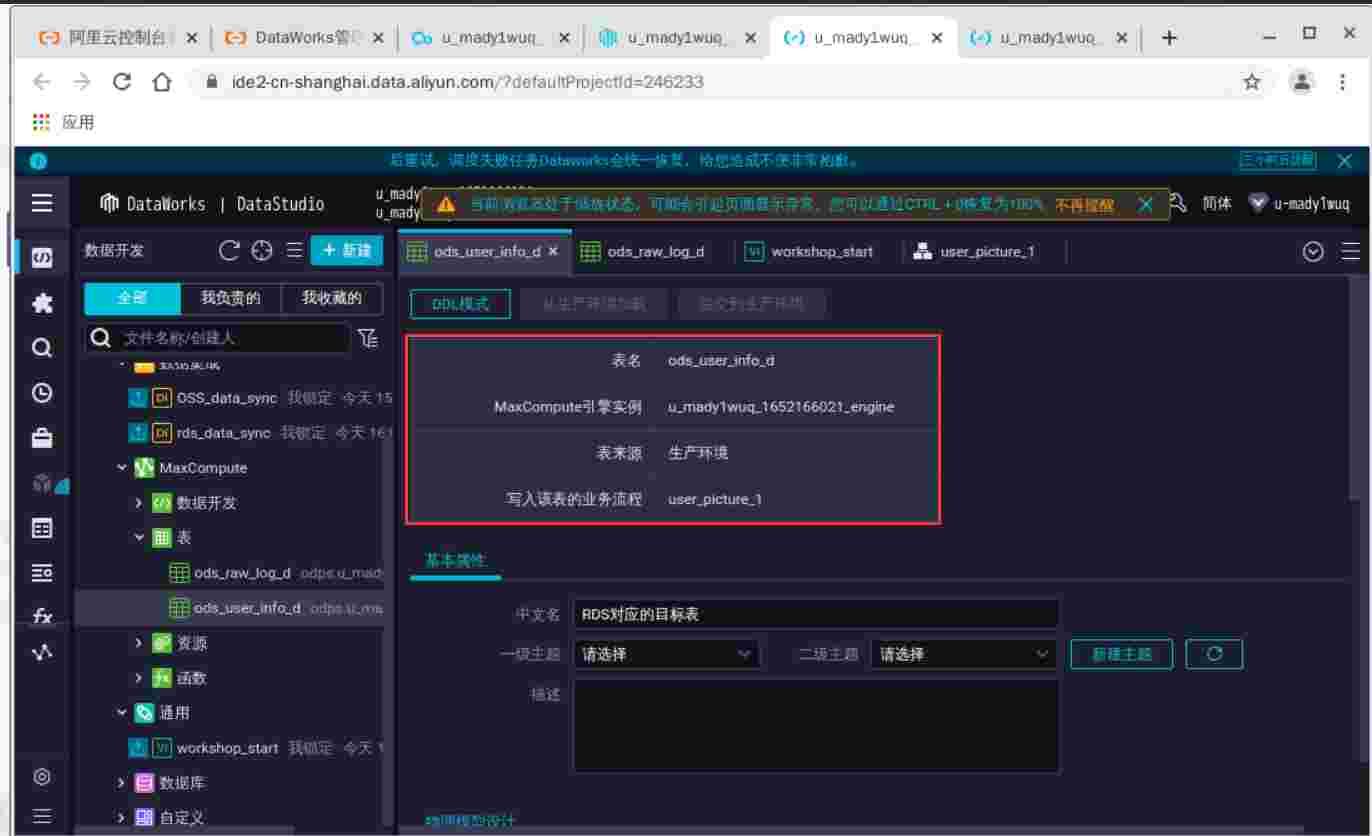 阿里云控制台
DataWorks管
u_mady1wuq_
u_mady1wuq_
u_mady1wuq_
u_mady1wuq_
ide2-cn-shanghai.data.aliyun.com/?defaultProjectId=246233
应用
后重试，调度失败任务Dataworks会统一恢复，给您造成不便非常抱歉。
三小时后提醒
DataWorks | DataStudio
u_mady
u_mady
当前浏览器处于缩放状态，可能会引起页面显示异常，您可以通过CTRL + 0恢复为100% 不再提醒
简体
u-mady1wuq
数据开发
+ 新建
ods_user_info_d
ods_raw_log_d
workshop_start
user_picture_1
全部
我负责的
我收藏的
DDL模式
从生产环境加载
提交到生产环境
文件名称/创建人
数据集成
OSS_data_sync 我锁定 今天 15
rds_data_sync 我锁定 今天 16:
MaxCompute
数据开发
表
ods_raw_log_d odps.u_mad
ods_user_info_d odps.u_ma
资源
函数
通用
workshop_start 我锁定 今天 1
数据库
自定义
表名 ods_user_info_d
MaxCompute引擎实例 u_mady1wuq_1652166021_engine
表来源 生产环境
写入该表的业务流程 user_picture_1
基本属性
中文名 RDS对应的目标表
一级主题 请选择 二级主题 请选择 新建主题
描述
物理模型设计